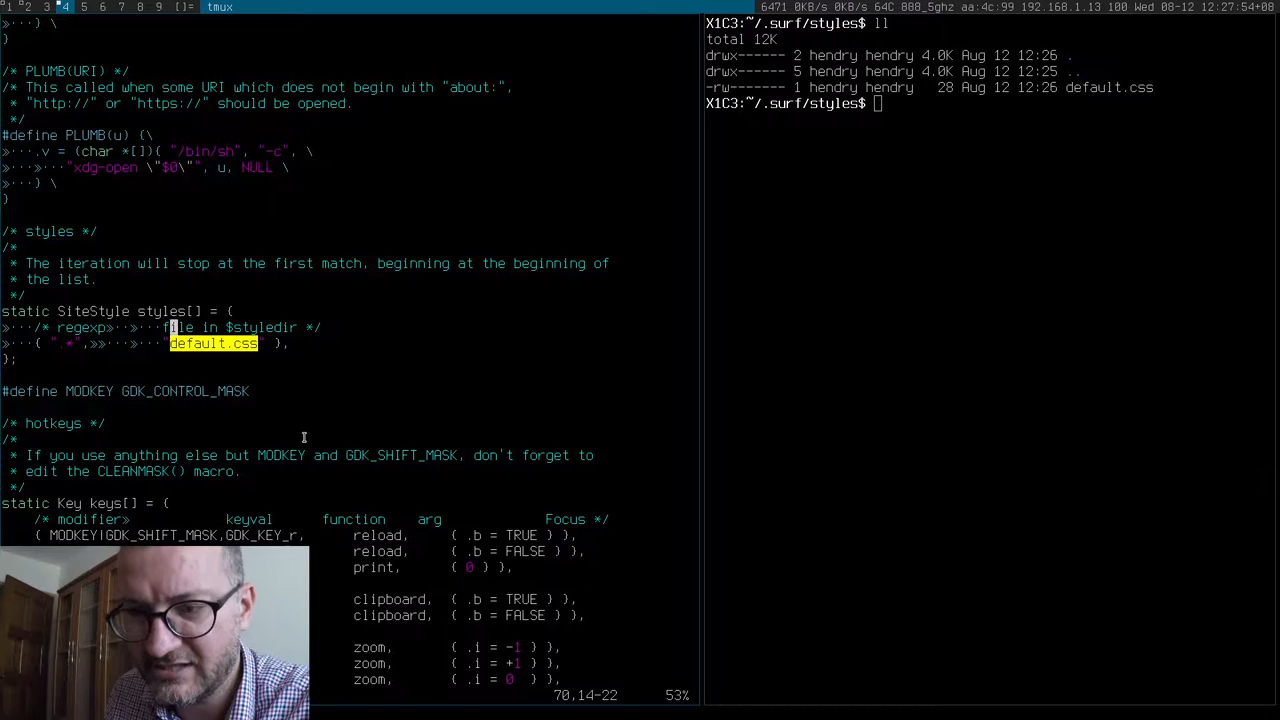 1 2 3 4 5 6 7 8 9 []= tmux 6471 0KB/s 0KB/s 64C 888_5ghz aa:4c:99 192.168.1.13 100 Wed 08-12 12:27:54+08
»···} \
}
/* PLUMB(URI) */
/* This called when some URI which does not begin with "about:",
* "http://" or "https://" should be opened.
*/
#define PLUMB(u) {\
»···.v = (char *[]){ "/bin/sh", "-c", \
»···»···"xdg-open \"$0\"", u, NULL \
»···} \
}
/* styles */
/*
* The iteration will stop at the first match, beginning at the beginning of
* the list.
*/
static SiteStyle styles[] = {
»···/* regexp»··»···file in $styledir */
»···{ ".*",»»···»···"default.css" },
};
#define MODKEY GDK_CONTROL_MASK
/* hotkeys */
/*
* If you use anything else but MODKEY and GDK_SHIFT_MASK, don't forget to
* edit the CLEANMASK() macro.
*/
static Key keys[] = {
/* modifier» keyval function arg Focus */
{ MODKEY|GDK_SHIFT_MASK,GDK_KEY_r, reload, { .b = TRUE } },
reload, { .b = FALSE } },
print, { 0 } },
clipboard, { .b = TRUE } },
clipboard, { .b = FALSE } },
zoom, { .i = -1 } },
zoom, { .i = +1 } },
zoom, { .i = 0 } },
70,14-22 53%
X1C3:~/.surf/styles$ ll
total 12K
drwx------ 2 hendry hendry 4.0K Aug 12 12:26 .
drwx------ 5 hendry hendry 4.0K Aug 12 12:25 ..
-rw------- 1 hendry hendry 28 Aug 12 12:26 default.css
X1C3:~/.surf/styles$